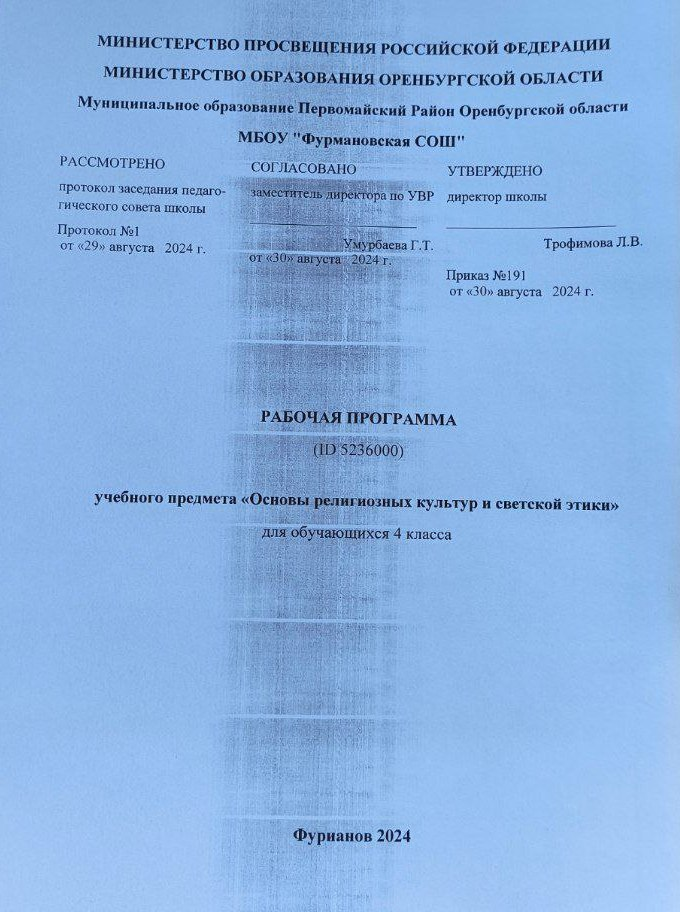 МИНИСТЕРСТВО ПРОСВЕЩЕНИЯ РОССИЙСКОЙ ФЕДЕРАЦИИ
МИНИСТЕРСТВО ОБРАЗОВАНИЯ ОРЕНБУРГСКОЙ ОБЛАСТИ
Муниципальное образование Первомайский Район Оренбургской области
МБОУ "Фурмановская СОШ"
РАССМОТРЕНО
протокол заседания педаго-
гического совета школы
Протокол №1
от «29» августа 2024 г.
СОГЛАСОВАНО
заместитель директора по УВР
Умурбаева Г.Т.
от «30» августа 2024 г.
УТВЕРЖДЕНО
директор школы
Трофимова Л.В.
Приказ №191
от «30» августа 2024 г.
РАБОЧАЯ ПРОГРАММА
(ID 5236000)
учебного предмета «Основы религиозных культур и светской этики»
для обучающихся 4 класса
Фурианов 2024